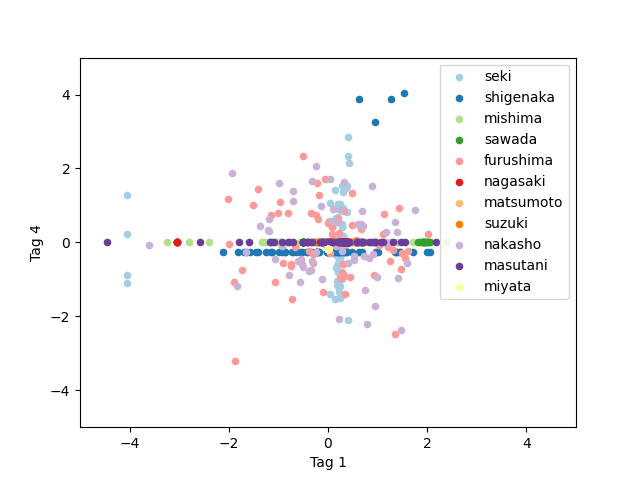 seki
shigenaka
mishima
sawada
furushima
nagasaki
matsumoto
suzuki
nakasho
masutani
miyata
4
2
0
−2
−4
Tag 4
−4 −2 0 2 4
Tag 1